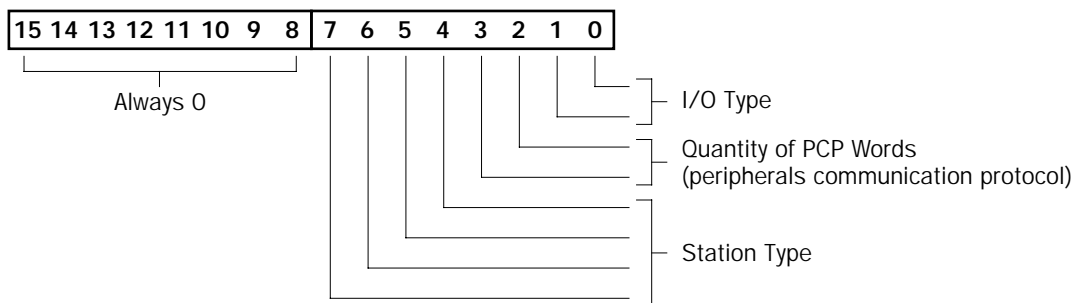 15 14 13 12 11 10 9 8 7 6 5 4 3 2 1 0
Always 0
I/O Type
Quantity of PCP Words
(peripherals communication protocol)
Station Type